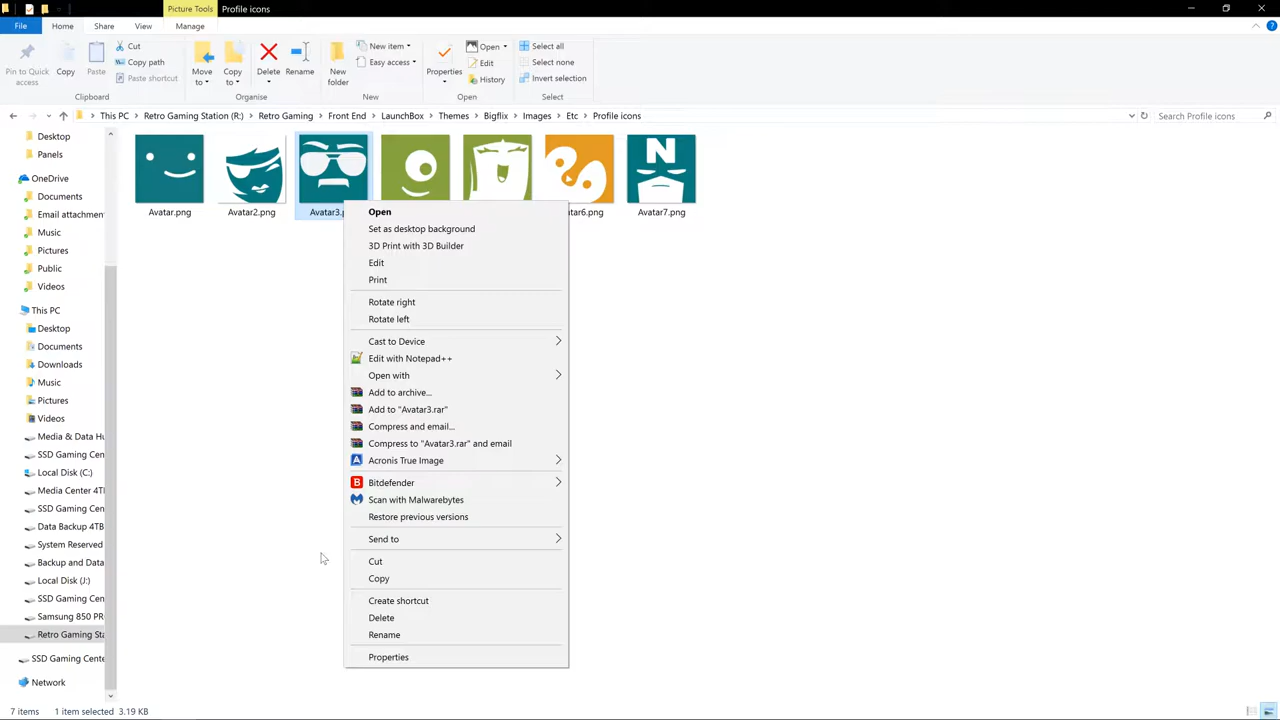 Picture Tools
Profile icons
File
Home
Share
View
Manage
Pin to Quick access
Copy
Paste
Cut
Copy path
Paste shortcut
Move to
Copy to
Delete
Rename
New folder
New item
Easy access
Properties
Open
Edit
History
Select all
Select none
Invert selection
Clipboard
Organise
New
Open
Select
This PC
Retro Gaming Station (R:)
Retro Gaming
Front End
LaunchBox
Themes
Bigflix
Images
Etc
Profile icons
Search Profile icons
Desktop
Panels
OneDrive
Documents
Email attachment
Music
Pictures
Public
Videos
This PC
Desktop
Documents
Downloads
Music
Pictures
Videos
Media & Data Hu
SSD Gaming Cen
Local Disk (C:)
Media Center 4T
SSD Gaming Cen
Data Backup 4TB
System Reserved
Backup and Data
Local Disk (J:)
SSD Gaming Cen
Samsung 850 PR
Retro Gaming Sta
SSD Gaming Cente
Network
N
Avatar.png
Avatar2.png
Avatar3.p
tar6.png
Avatar7.png
Open
Set as desktop background
3D Print with 3D Builder
Edit
Print
Rotate right
Rotate left
Cast to Device
Edit with Notepad++
Open with
Add to archive...
Add to "Avatar3.rar"
Compress and email...
Compress to "Avatar3.rar" and email
Acronis True Image
Bitdefender
Scan with Malwarebytes
Restore previous versions
Send to
Cut
Copy
Create shortcut
Delete
Rename
Properties
7 items
1 item selected 3.19 KB